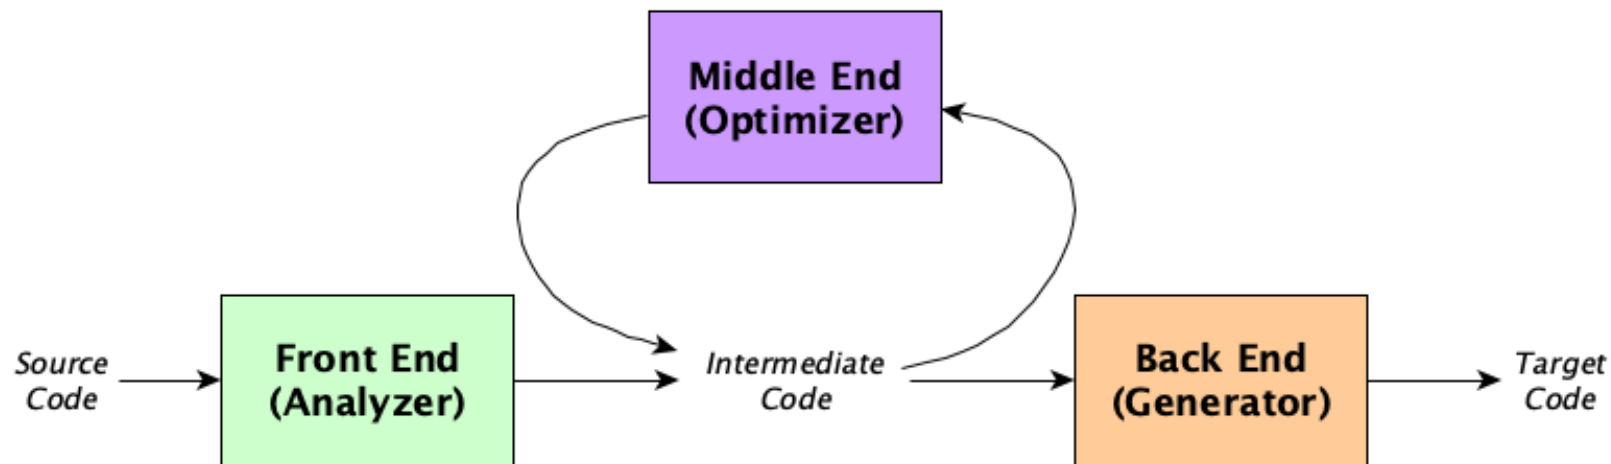 Middle End
(Optimizer)
Source
Code
Front End
(Analyzer)
Intermediate
Code
Back End
(Generator)
Target
Code